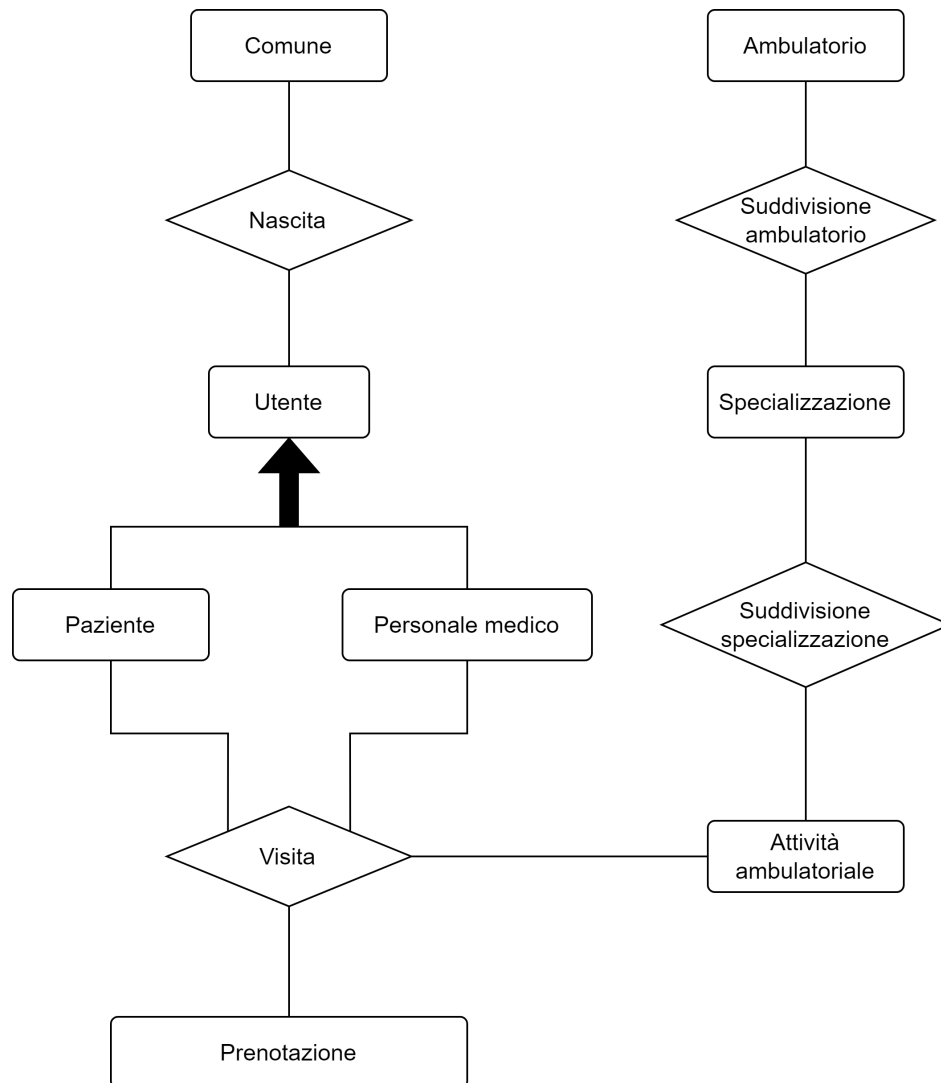 Comune
Ambulatorio
Nascita
Suddivisione
ambulatorio
Utente
Specializzazione
Paziente
Personale medico
Suddivisione
specializzazione
Visita
Attività
ambulatoriale
Prenotazione